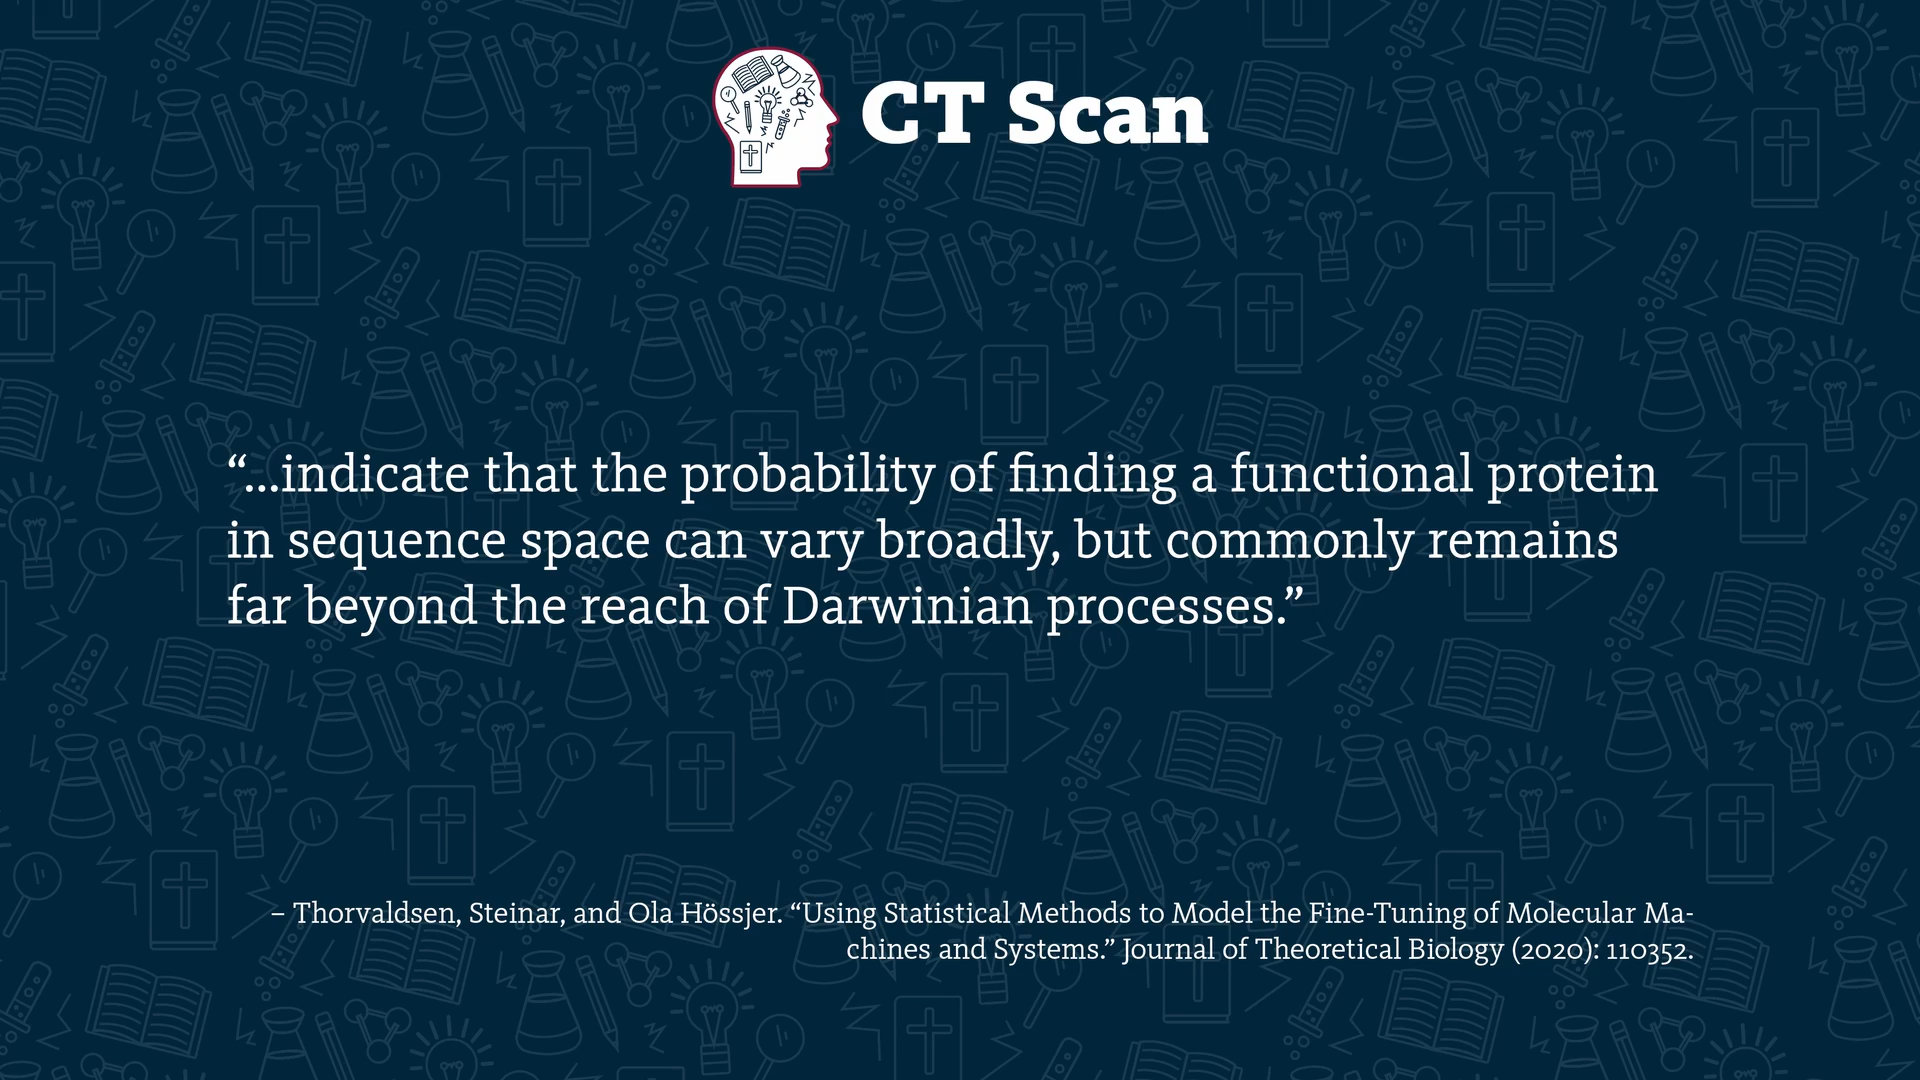 CT Scan
“...indicate that the probability of finding a functional protein
in sequence space can vary broadly, but commonly remains
far beyond the reach of Darwinian processes.”
– Thorvaldsen, Steinar, and Ola Hössjer. “Using Statistical Methods to Model the Fine-Tuning of Molecular Ma-
chines and Systems.” Journal of Theoretical Biology (2020): 110352.